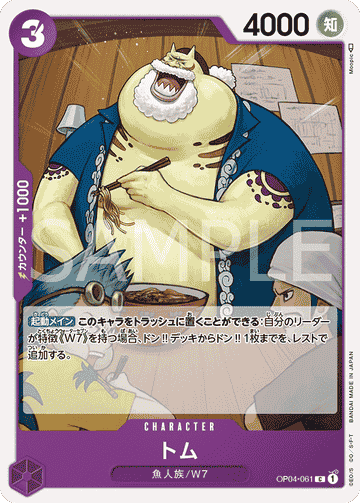 3
4000
知
Moopic
カウンター +1000
SAMPLE
起動メイン このキャラをトラッシュに置くことができる:自分のリーダー
が特徴《W7》を持つ場合、ドン!!デッキからドン!!1枚までを、レストで
追加する。
CHARACTER
トム
魚人族/W7
OP04-061 C 1
©E.O/S ©O./S・F・T BANDAI MADE IN JAPAN